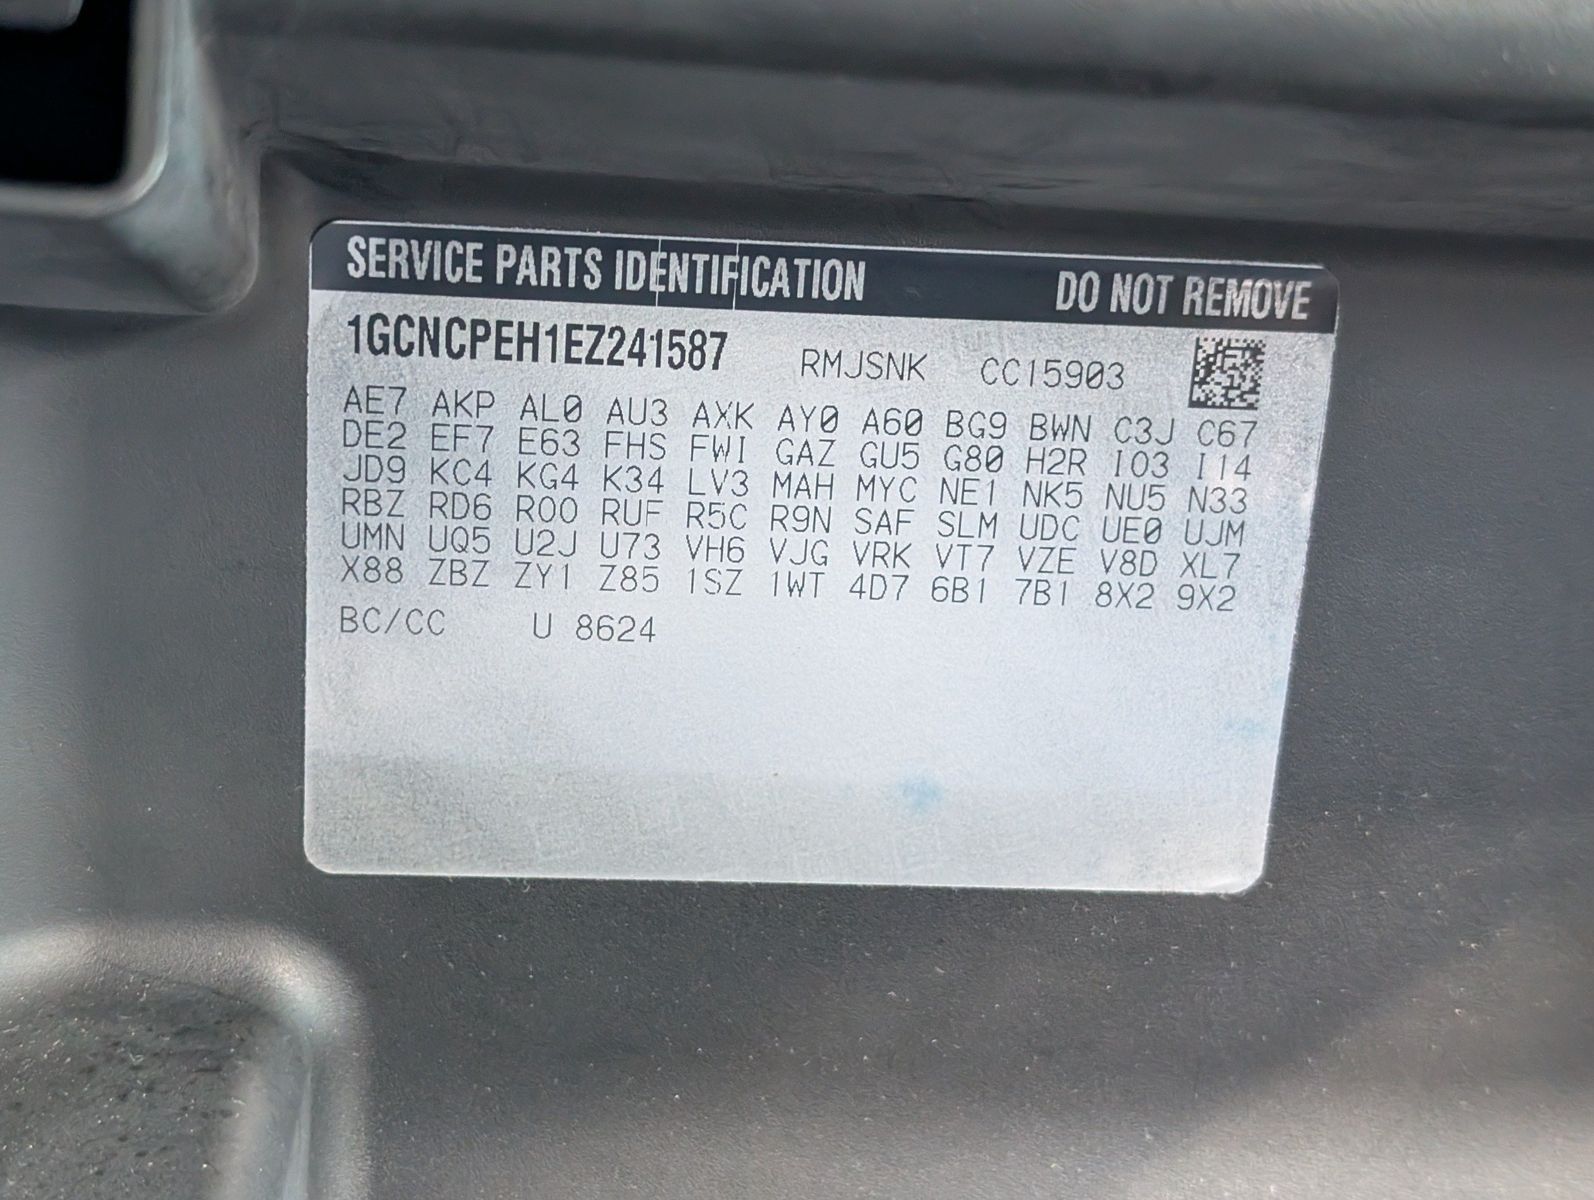 SERVICE PARTS IDENTIFICATION DO NOT REMOVE
1GCNCPEH1EZ241587 RMJSNK CC15903
AE7 AKP AL0 AU3 AXK AY0 A60 BG9 BWN C3J C67
DE2 EF7 E63 FHS FWI GAZ GU5 G80 H2R IO3 I14
JD9 KC4 KG4 K34 LV3 MAH MYC NE1 NK5 NU5 N33
RBZ RD6 ROO RUF R5C R9N SAF SLM UDC UE0 UJM
UMN UQ5 U2J U73 VH6 VJG VRK VT7 VZE V8D XL7
X88 ZBZ ZY1 Z85 1SZ 1WT 4D7 6B1 7B1 8X2 9X2
BC/CC U 8624